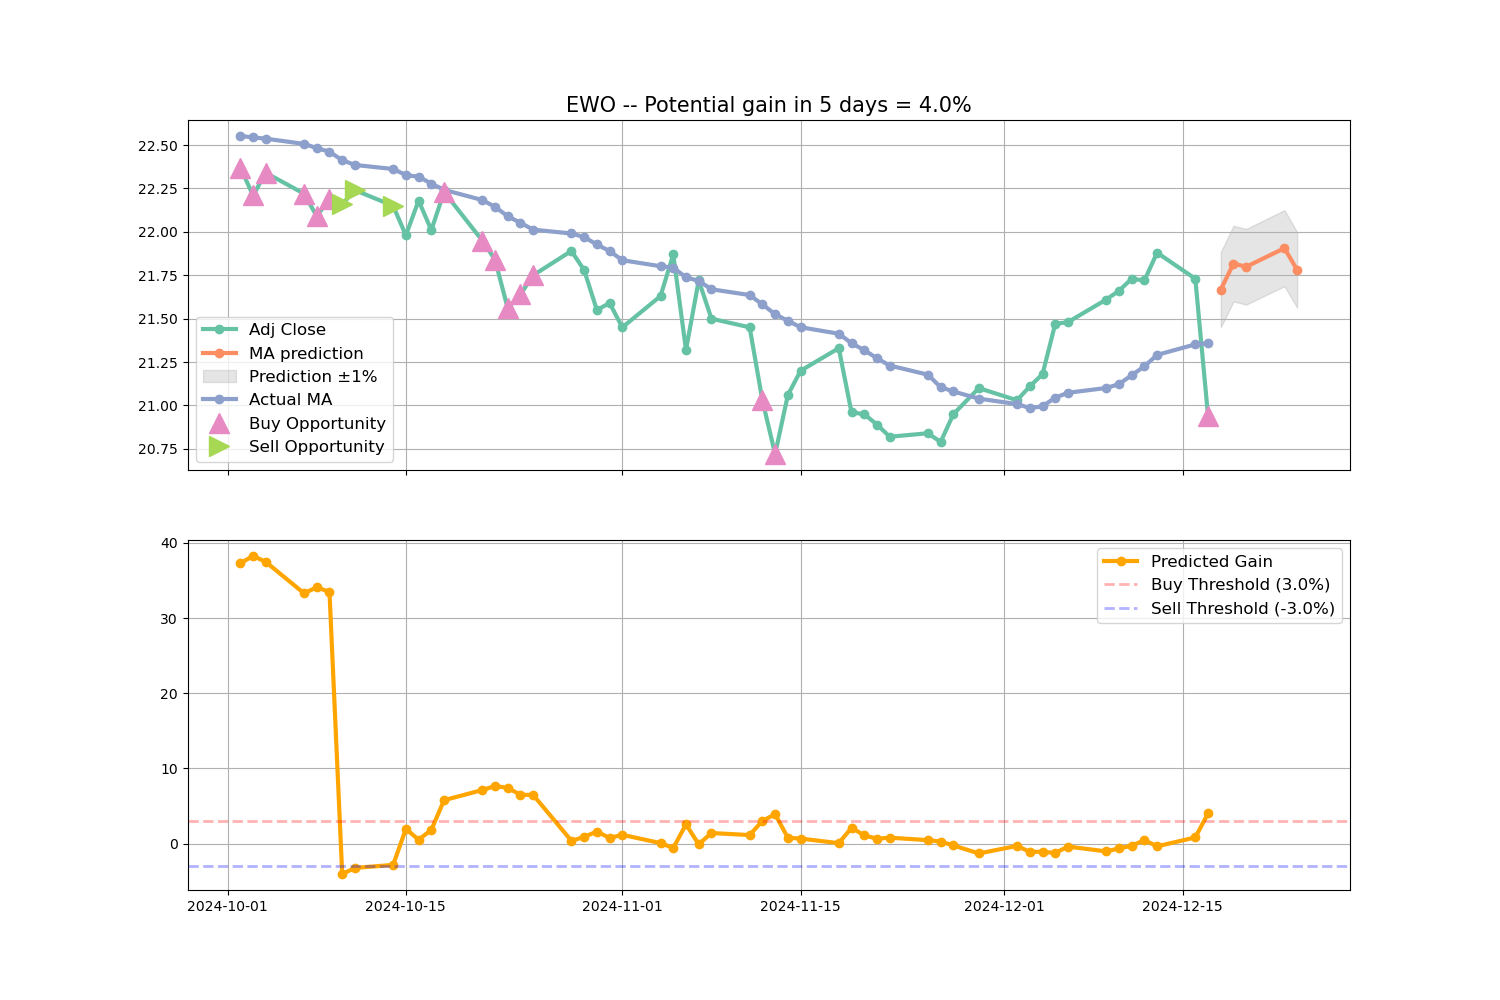 EWO -- Potential gain in 5 days = 4.0%
22.50
22.25
22.00
21.75
21.50
21.25
21.00
20.75
Adj Close
MA prediction
Prediction ±1%
Actual MA
Buy Opportunity
Sell Opportunity
40
30
20
10
0
Predicted Gain
Buy Threshold (3.0%)
Sell Threshold (-3.0%)
2024-10-01 2024-10-15 2024-11-01 2024-11-15 2024-12-01 2024-12-15